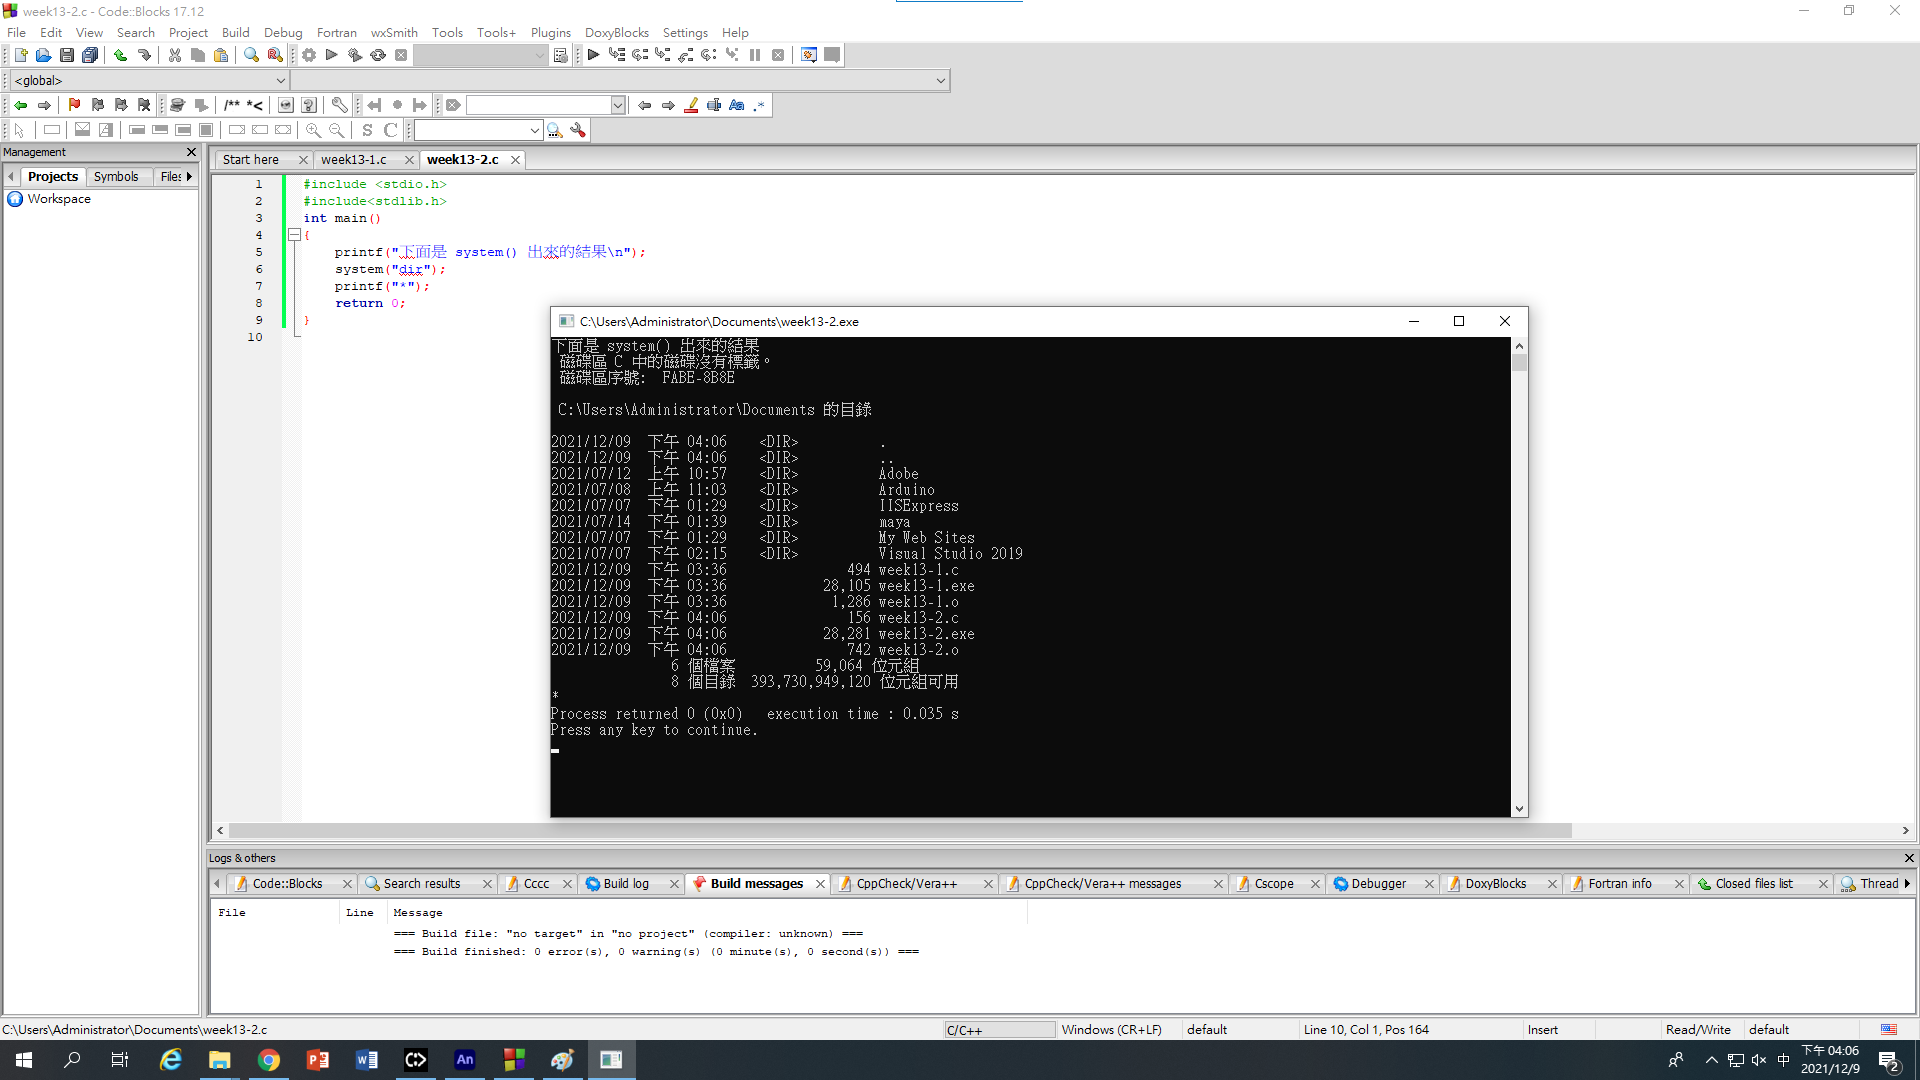 week13-2.c - Code::Blocks 17.12
File Edit View Search Project Build Debug Fortran wxSmith Tools Tools+ Plugins DoxyBlocks Settings Help
<global>
/** *<
Aa .*
S C
Management
Projects Symbols Files
Workspace
Start here week13-1.c week13-2.c
1 #include <stdio.h>
2 #include<stdlib.h>
3 int main()
4 {
5 printf("下面是 system() 出來的結果\n");
6 system("dir");
7 printf("*");
8 return 0;
9 }
10
C:\Users\Administrator\Documents\week13-2.exe
下面是 system() 出來的結果
磁碟區 C 中的磁碟沒有標籤。
磁碟區序號: FABE-8B8E
C:\Users\Administrator\Documents 的目錄
2021/12/09 下午 04:06 <DIR> .
2021/12/09 下午 04:06 <DIR> ..
2021/07/12 上午 10:57 <DIR> Adobe
2021/07/08 上午 11:03 <DIR> Arduino
2021/07/07 下午 01:29 <DIR> IISExpress
2021/07/14 下午 01:39 <DIR> maya
2021/07/07 下午 01:29 <DIR> My Web Sites
2021/07/07 下午 02:15 <DIR> Visual Studio 2019
2021/12/09 下午 03:36 494 week13-1.c
2021/12/09 下午 03:36 28,105 week13-1.exe
2021/12/09 下午 03:36 1,286 week13-1.o
2021/12/09 下午 04:06 156 week13-2.c
2021/12/09 下午 04:06 28,281 week13-2.exe
2021/12/09 下午 04:06 742 week13-2.o
6 個檔案 59,064 位元組
8 個目錄 393,730,949,120 位元組可用
*
Process returned 0 (0x0) execution time : 0.035 s
Press any key to continue.
Logs & others
Code::Blocks Search results Cccc Build log Build messages CppCheck/Vera++ CppCheck/Vera++ messages Cscope Debugger DoxyBlocks Fortran info Closed files list Thread
File Line Message
=== Build file: "no target" in "no project" (compiler: unknown) ===
=== Build finished: 0 error(s), 0 warning(s) (0 minute(s), 0 second(s)) ===
C:\Users\Administrator\Documents\week13-2.c C/C++ Windows (CR+LF) default Line 10, Col 1, Pos 164 Insert Read/Write default
中 下午 04:06
2021/12/9
2